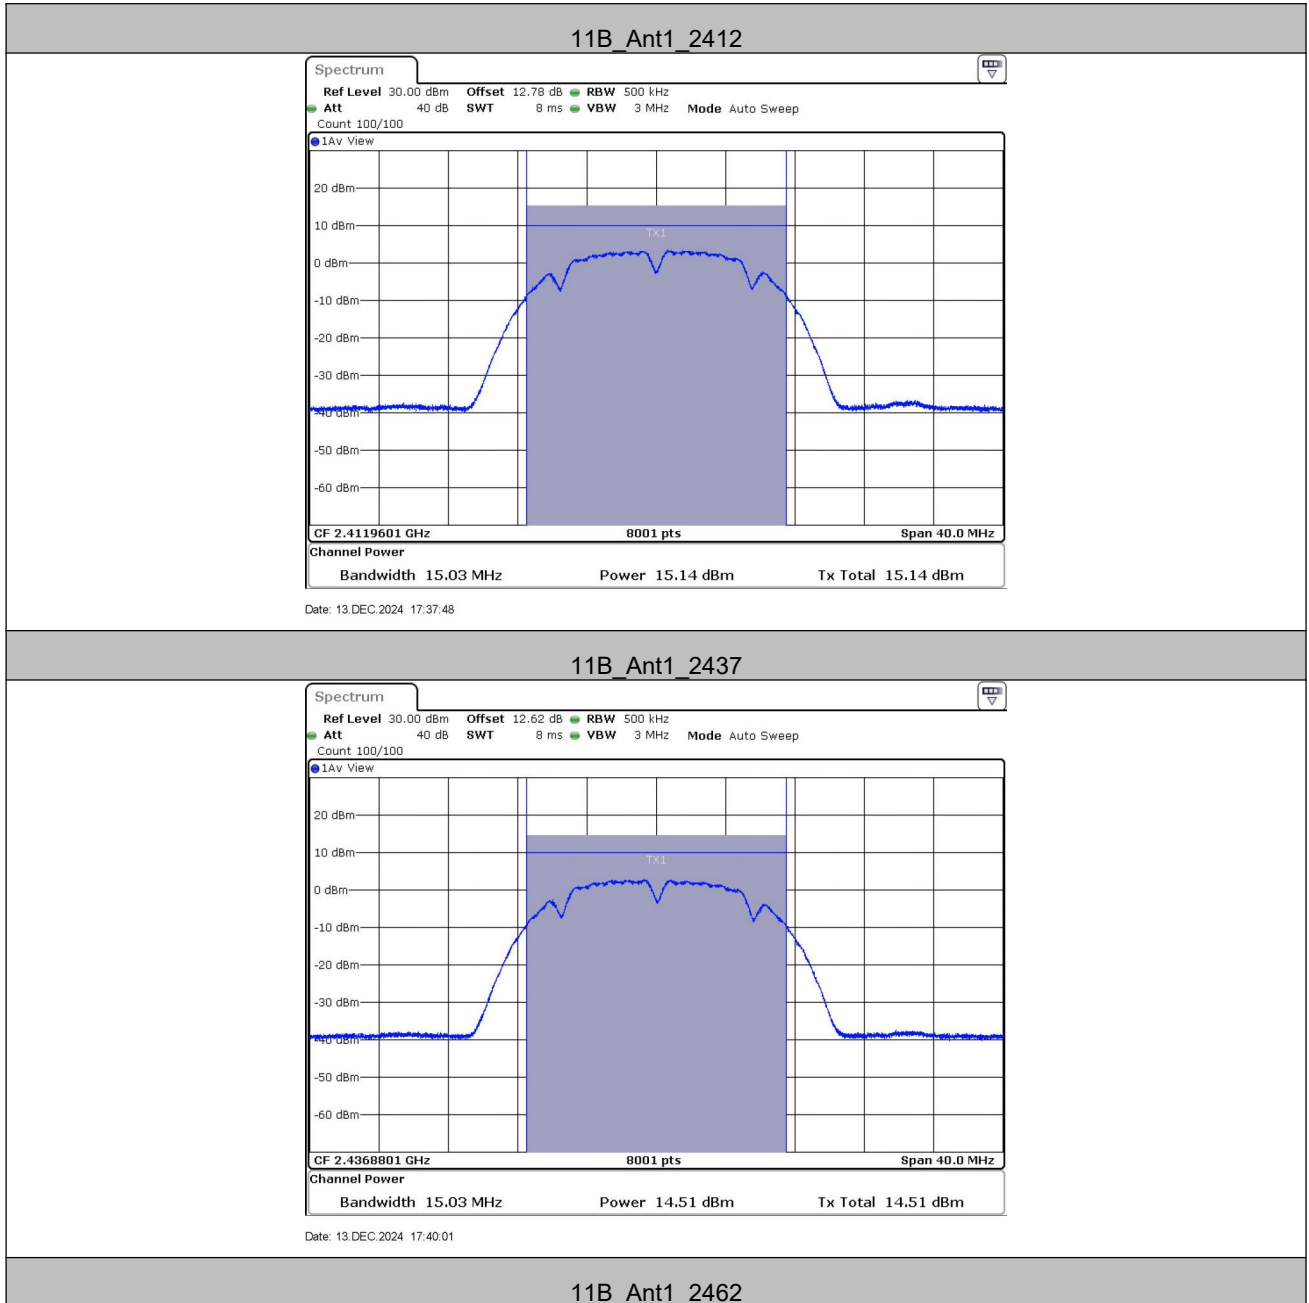 11B_Ant1_2412
Spectrum
Ref Level 30.00 dBm Offset 12.78 dB RBW 500 kHz
Att 40 dB SWT 8 ms VBW 3 MHz Mode Auto Sweep
Count 100/100
1Av View
20 dBm
10 dBm
TX1
0 dBm
-10 dBm
-20 dBm
-30 dBm
-40 dBm
-50 dBm
-60 dBm
CF 2.4119601 GHz 8001 pts Span 40.0 MHz
Channel Power
Bandwidth 15.03 MHz Power 15.14 dBm Tx Total 15.14 dBm
Date: 13.DEC.2024 17:37:48
11B_Ant1_2437
Spectrum
Ref Level 30.00 dBm Offset 12.62 dB RBW 500 kHz
Att 40 dB SWT 8 ms VBW 3 MHz Mode Auto Sweep
Count 100/100
1Av View
20 dBm
10 dBm
TX1
0 dBm
-10 dBm
-20 dBm
-30 dBm
-40 dBm
-50 dBm
-60 dBm
CF 2.4368801 GHz 8001 pts Span 40.0 MHz
Channel Power
Bandwidth 15.03 MHz Power 14.51 dBm Tx Total 14.51 dBm
Date: 13.DEC.2024 17:40:01
11B_Ant1_2462